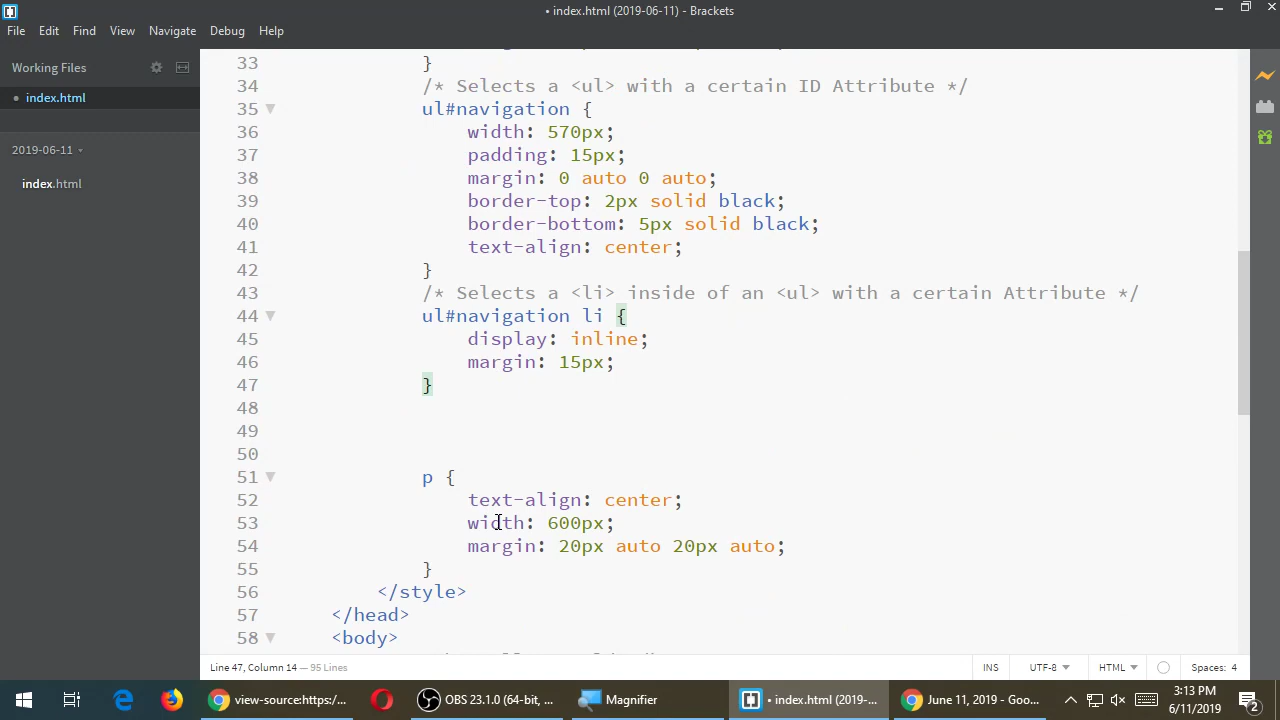 • index.html (2019-06-11) - Brackets
File Edit Find View Navigate Debug Help
Working Files
• index.html
2019-06-11
index.html
33 }
34 /* Selects a <ul> with a certain ID Attribute */
35 ul#navigation {
36 width: 570px;
37 padding: 15px;
38 margin: 0 auto 0 auto;
39 border-top: 2px solid black;
40 border-bottom: 5px solid black;
41 text-align: center;
42 }
43 /* Selects a <li> inside of an <ul> with a certain Attribute */
44 ul#navigation li {
45 display: inline;
46 margin: 15px;
47 }
48
49
50
51 p {
52 text-align: center;
53 width: 600px;
54 margin: 20px auto 20px auto;
55 }
56 </style>
57 </head>
58 <body>
Line 47, Column 14 — 95 Lines INS UTF-8 HTML Spaces: 4
view-source:https:/... OBS 23.1.0 (64-bit, ... Magnifier • index.html (2019-... June 11, 2019 - Goo... 3:13 PM
6/11/2019 2